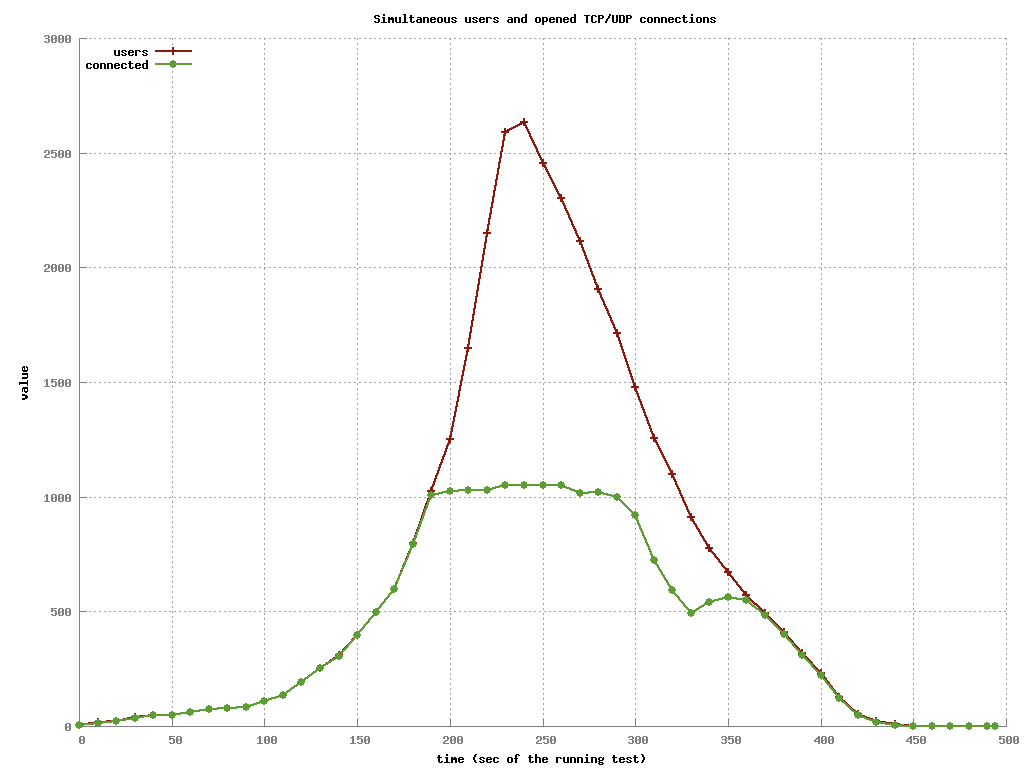 Simultaneous users and opened TCP/UDP connections
3000
users
connected
2500
2000
1500
value
1000
500
0
0 50 100 150 200 250 300 350 400 450 500
time (sec of the running test)